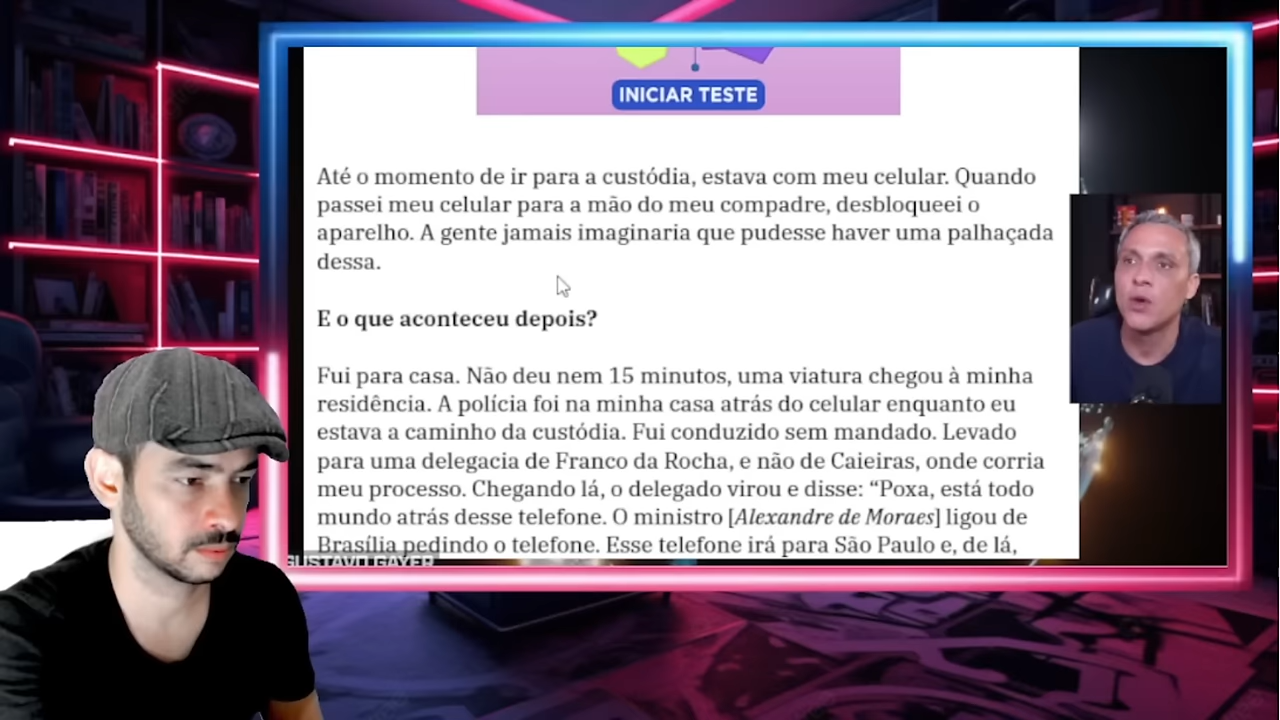 INICIAR TESTE
Até o momento de ir para a custódia, estava com meu celular. Quando
passei meu celular para a mão do meu compadre, desbloqueei o
aparelho. A gente jamais imaginaria que pudesse haver uma palhaçada
dessa.
E o que aconteceu depois?
Fui para casa. Não deu nem 15 minutos, uma viatura chegou à minha
residência. A polícia foi na minha casa atrás do celular enquanto eu
estava a caminho da custódia. Fui conduzido sem mandado. Levado
para uma delegacia de Franco da Rocha, e não de Caieiras, onde corria
meu processo. Chegando lá, o delegado virou e disse: “Poxa, está todo
mundo atrás desse telefone. O ministro [Alexandre de Moraes] ligou de
Brasília pedindo o telefone. Esse telefone irá para São Paulo e, de lá,
GUSTAVO GAYER